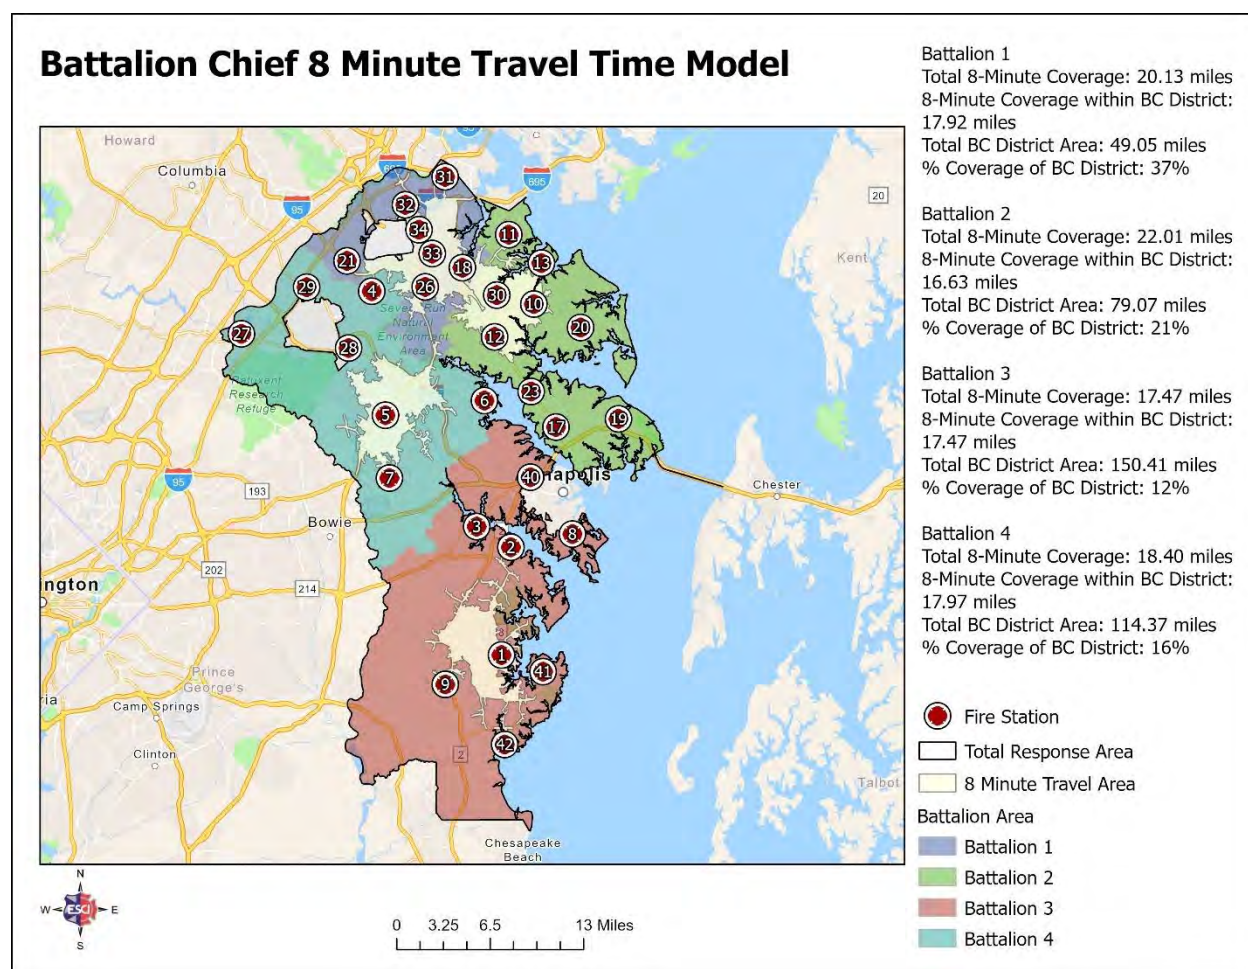 Battalion Chief 8 Minute Travel Time Model
Battalion 1
Total 8-Minute Coverage: 20.13 miles
8-Minute Coverage within BC District:
17.92 miles
Total BC District Area: 49.05 miles
% Coverage of BC District: 37%
Battalion 2
Total 8-Minute Coverage: 22.01 miles
8-Minute Coverage within BC District:
16.63 miles
Total BC District Area: 79.07 miles
% Coverage of BC District: 21%
Battalion 3
Total 8-Minute Coverage: 17.47 miles
8-Minute Coverage within BC District:
17.47 miles
Total BC District Area: 150.41 miles
% Coverage of BC District: 12%
Battalion 4
Total 8-Minute Coverage: 18.40 miles
8-Minute Coverage within BC District:
17.97 miles
Total BC District Area: 114.37 miles
% Coverage of BC District: 16%
Fire Station
Total Response Area
8 Minute Travel Area
Battalion Area
Battalion 1
Battalion 2
Battalion 3
Battalion 4
Howard
Columbia
95
695
31
32
34
33
21
18
11
13
20
Kent
29
4
26
30
10
27
28
12
20
Severn Run
Natural
Environment
Area
Patuxent
Research
Refuge
5
6
23
17
19
95
193
7
40
napolis
Chester
Bowie
3
2
8
202
214
ington
1
41
9
Prince
George's
ria
Camp Springs
Clinton
42
2
Talbot
Chesapeake
Beach
N
W
ESCI
E
S
0 3.25 6.5 13 Miles